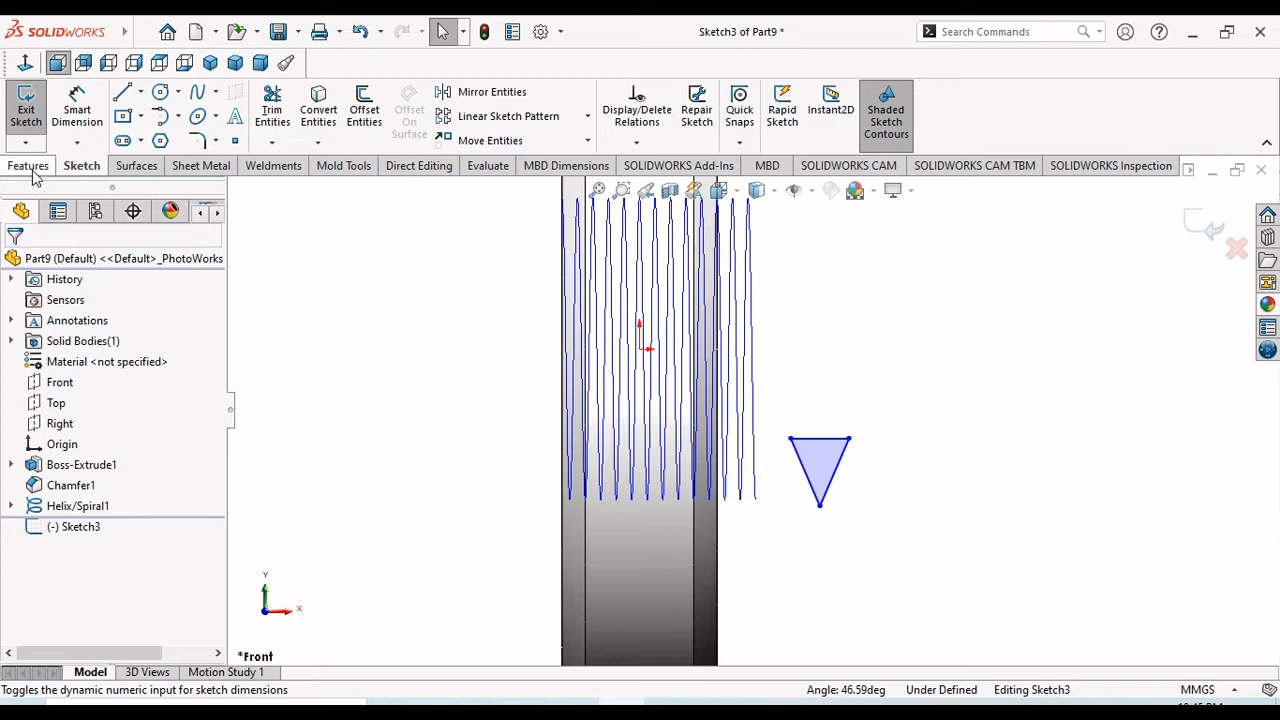 SOLIDWORKS
Sketch3 of Part9 *
Search Commands
Exit Sketch
Smart Dimension
Trim Entities
Convert Entities
Offset Entities
Offset On Surface
Mirror Entities
Linear Sketch Pattern
Move Entities
Display/Delete Relations
Repair Sketch
Quick Snaps
Rapid Sketch
Instant2D
Shaded Sketch Contours
Features Sketch Surfaces Sheet Metal Weldments Mold Tools Direct Editing Evaluate MBD Dimensions SOLIDWORKS Add-Ins MBD SOLIDWORKS CAM SOLIDWORKS CAM TBM SOLIDWORKS Inspection
Part9 (Default) <<Default>_PhotoWorks
History
Sensors
Annotations
Solid Bodies(1)
Material <not specified>
Front
Top
Right
Origin
Boss-Extrude1
Chamfer1
Helix/Spiral1
(-) Sketch3
Y
X
*Front
Model 3D Views Motion Study 1
Toggles the dynamic numeric input for sketch dimensions Angle: 46.59deg Under Defined Editing Sketch3 MMGS